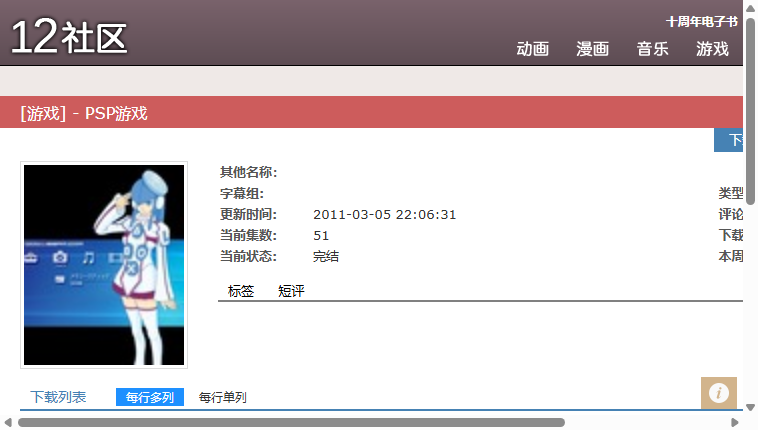 十周年电子书
12社区
动画 漫画 音乐 游戏
[游戏] - PSP游戏
其他名称:
字幕组: 类型
更新时间: 2011-03-05 22:06:31 评论
当前集数: 51 下载
当前状态: 完结 本周
标签 短评
下载列表 每行多列 每行单列